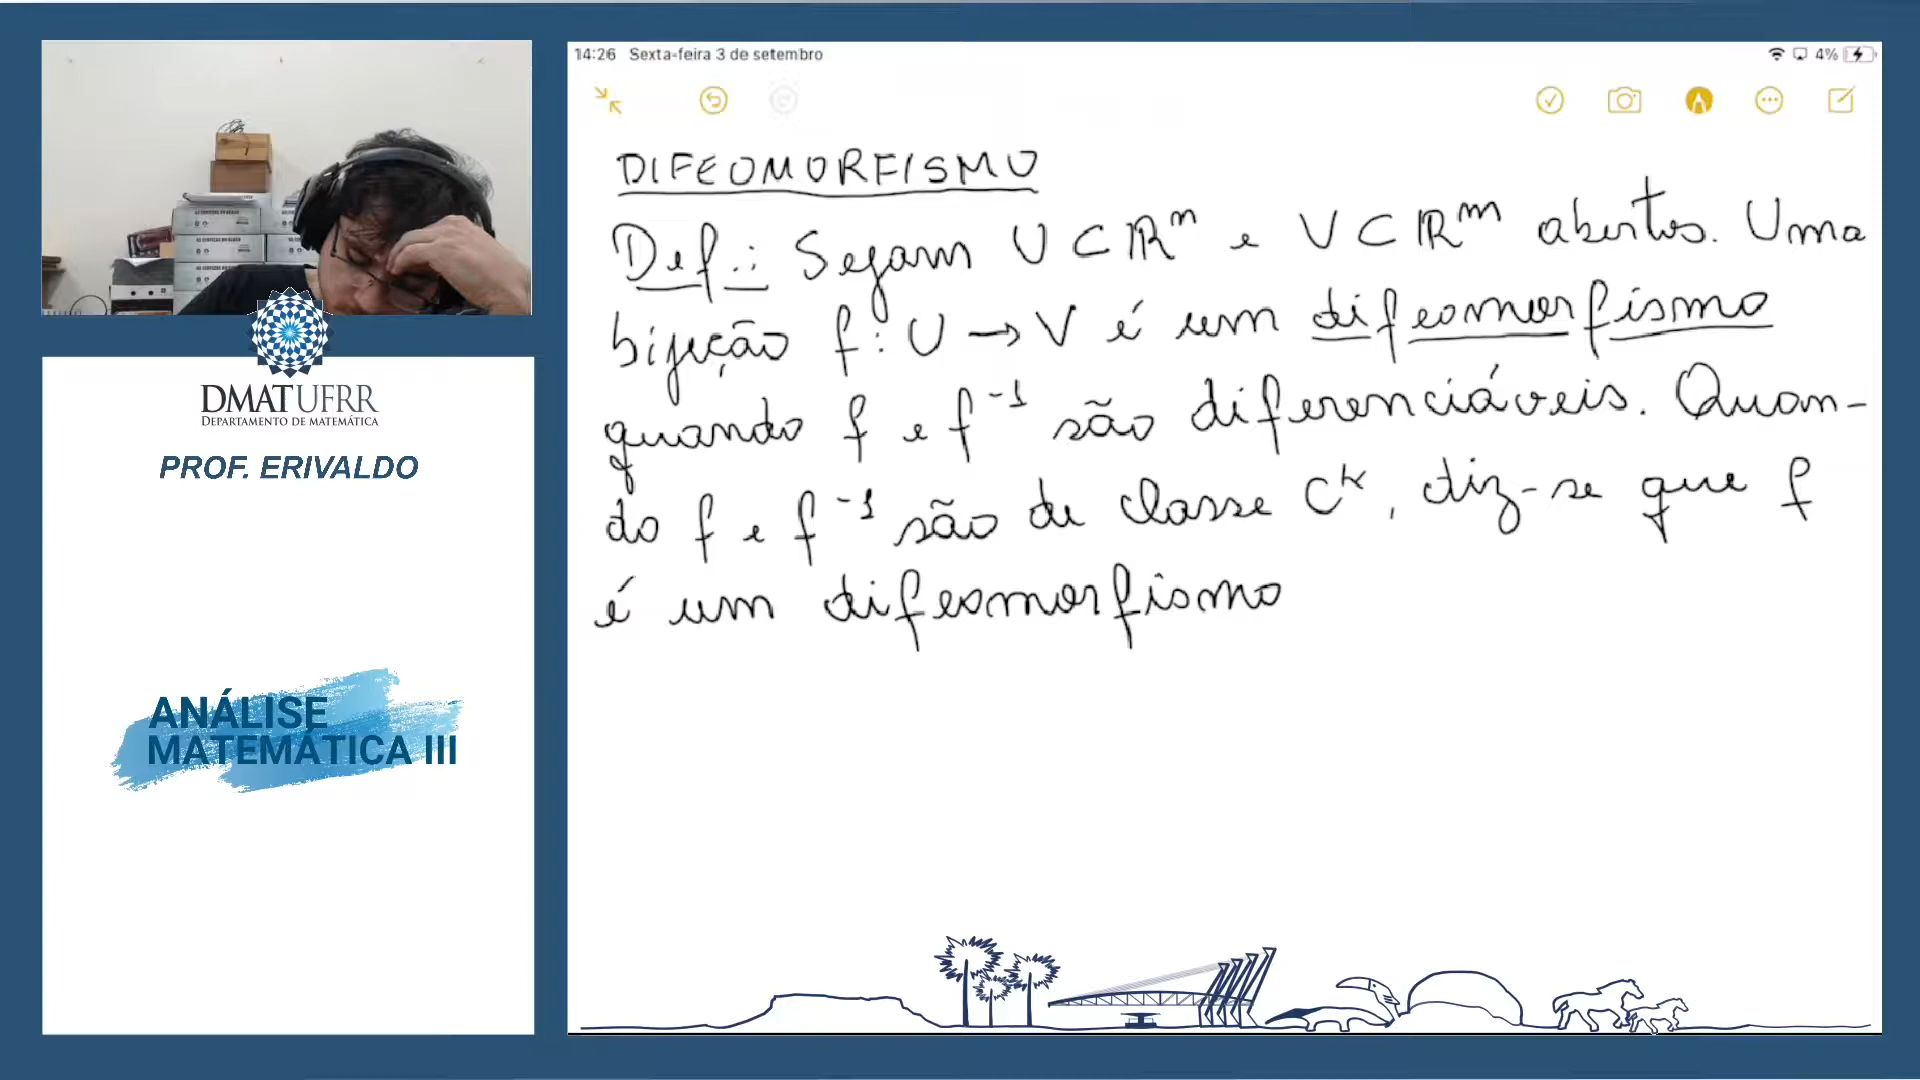 14:26 Sexta-feira 3 de setembro
4%
DIFEOMORFISMO
Def.: Sejam U ⊂ ℝⁿ e V ⊂ ℝᵐ abertos. Uma
bijeção f: U → V é um difeomorfismo
quando f e f⁻¹ são diferenciáveis. Quan-
do f e f⁻¹ são de classe Cᵏ, diz-se que f
é um difeomorfismo
DMATUFRR
DEPARTAMENTO DE MATEMÁTICA
PROF. ERIVALDO
ANÁLISE
MATEMÁTICA III